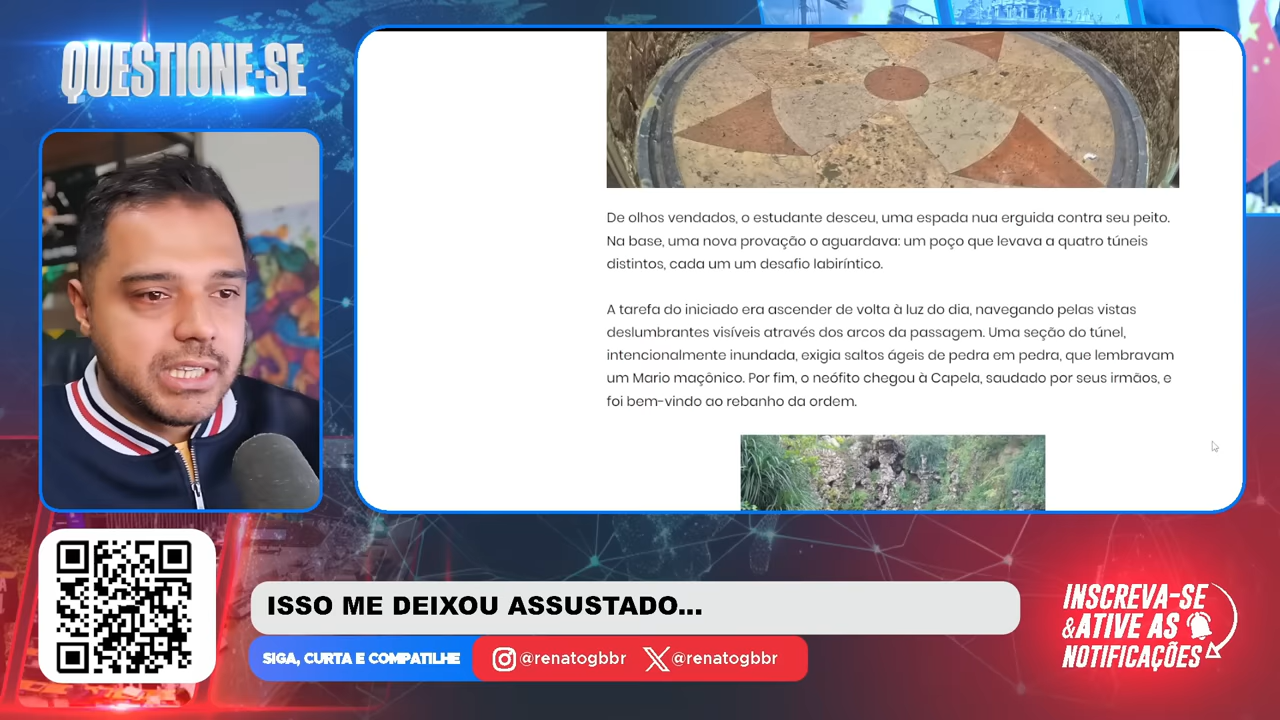 QUESTIONE-SE
De olhos vendados, o estudante desceu, uma espada nua erguida contra seu peito.
Na base, uma nova provação o aguardava: um poço que levava a quatro túneis
distintos, cada um um desafio labiríntico.
A tarefa do iniciado era ascender de volta à luz do dia, navegando pelas vistas
deslumbrantes visíveis através dos arcos da passagem. Uma seção do túnel,
intencionalmente inundada, exigia saltos ágeis de pedra em pedra, que lembravam
um Mario maçônico. Por fim, o neófito chegou à Capela, saudado por seus irmãos, e
foi bem-vindo ao rebanho da ordem.
ISSO ME DEIXOU ASSUSTADO...
SIGA, CURTA E COMPATILHE
@renatogbbr
@renatogbbr
INSCREVA-SE
&ATIVE AS
NOTIFICAÇÕES